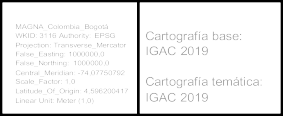 MAGNA_Colombia_Bogotá
WKID: 3116 Authority: EPSG
Projection: Transverse_Mercator
False_Easting: 1000000,0
False_Northing: 1000000,0
Central_Meridian: -74.07750792
Scale_Factor: 1.0
Latitude_Of_Origin: 4.596200417
Linear Unit: Meter (1.0)
Cartografía base:
IGAC 2019
Cartografía temática:
IGAC 2019